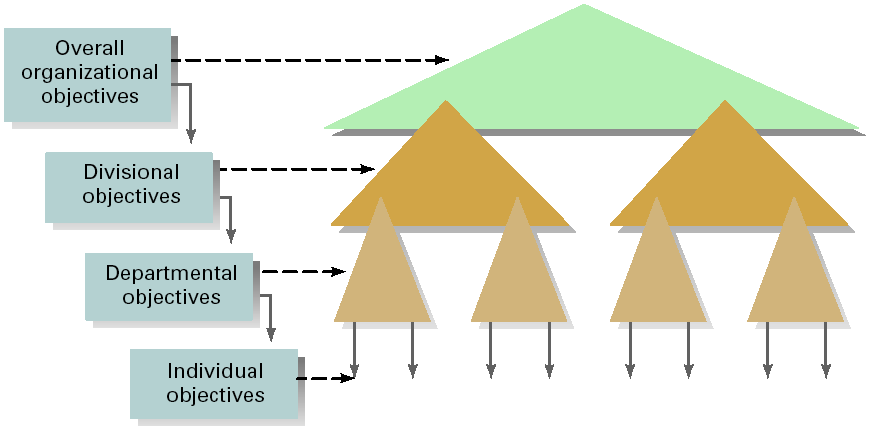 Overall
organizational
objectives
Divisional
objectives
Departmental
objectives
Individual
objectives